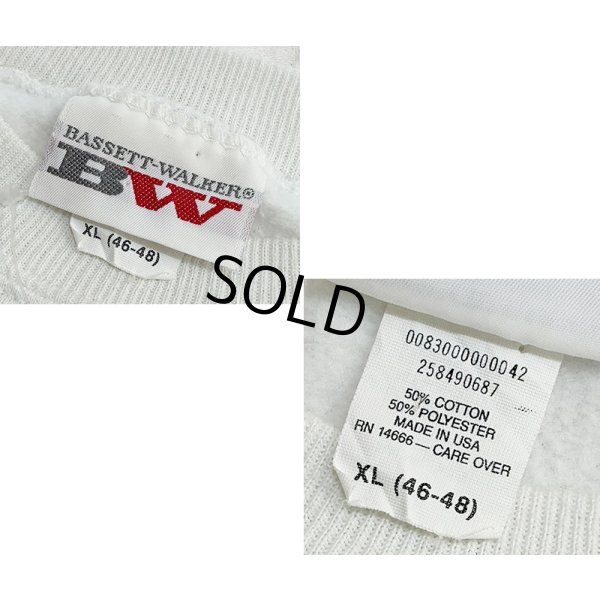 BASSETT-WALKER®
BW
XL (46-48)
SOLD
0083000000042
258490687
50% COTTON
50% POLYESTER
MADE IN USA
RN 14666 — CARE OVER
XL (46-48)